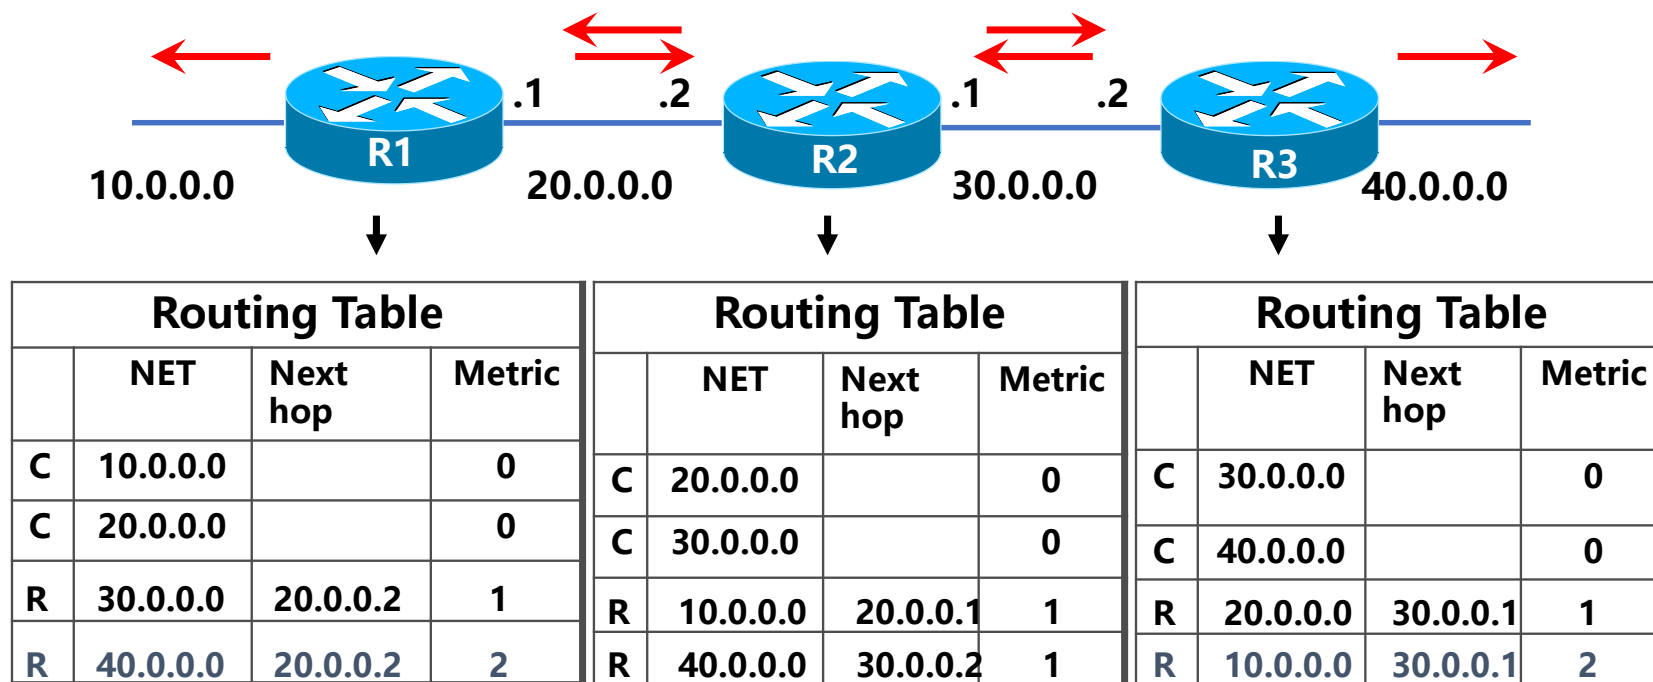 .1 .2 .1 .2
R1 R2 R3
10.0.0.0 20.0.0.0 30.0.0.0 40.0.0.0
Routing Table
NET Next hop Metric
C 10.0.0.0 0
C 20.0.0.0 0
R 30.0.0.0 20.0.0.2 1
R 40.0.0.0 20.0.0.2 2
Routing Table
NET Next hop Metric
C 20.0.0.0 0
C 30.0.0.0 0
R 10.0.0.0 20.0.0.1 1
R 40.0.0.0 30.0.0.2 1
Routing Table
NET Next hop Metric
C 30.0.0.0 0
C 40.0.0.0 0
R 20.0.0.0 30.0.0.1 1
R 10.0.0.0 30.0.0.1 2